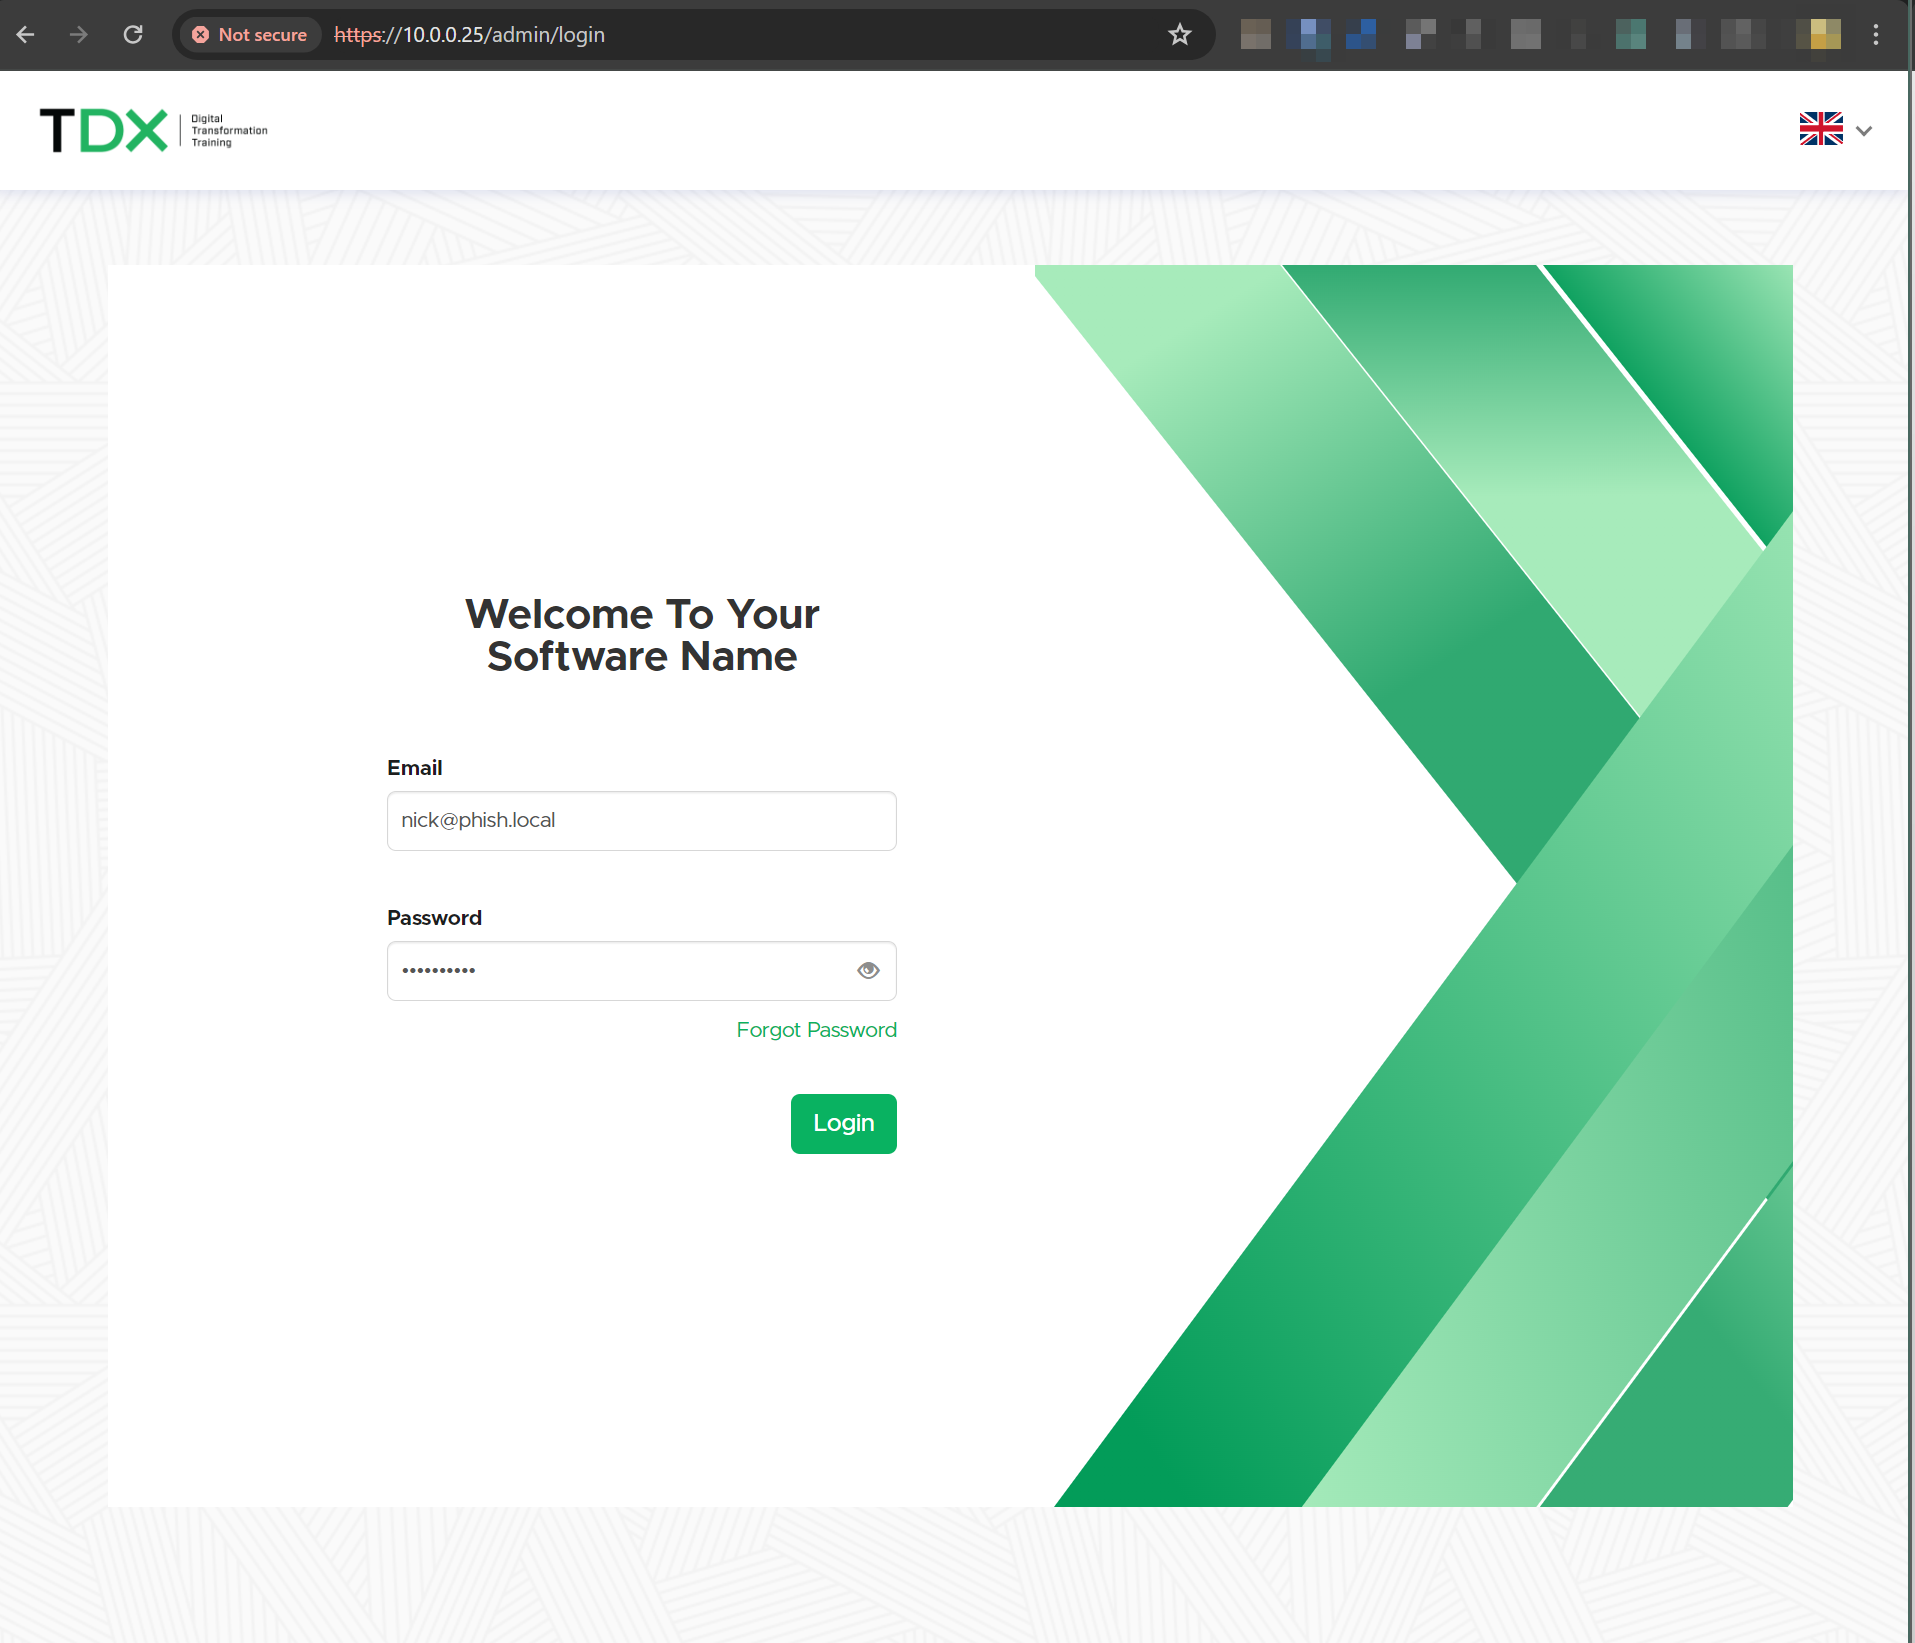 Not secure https://10.0.0.25/admin/login
TDX
Digital
Transformation
Training
Welcome To Your
Software Name
Email
nick@phish.local
Password
••••••••••
Forgot Password
Login